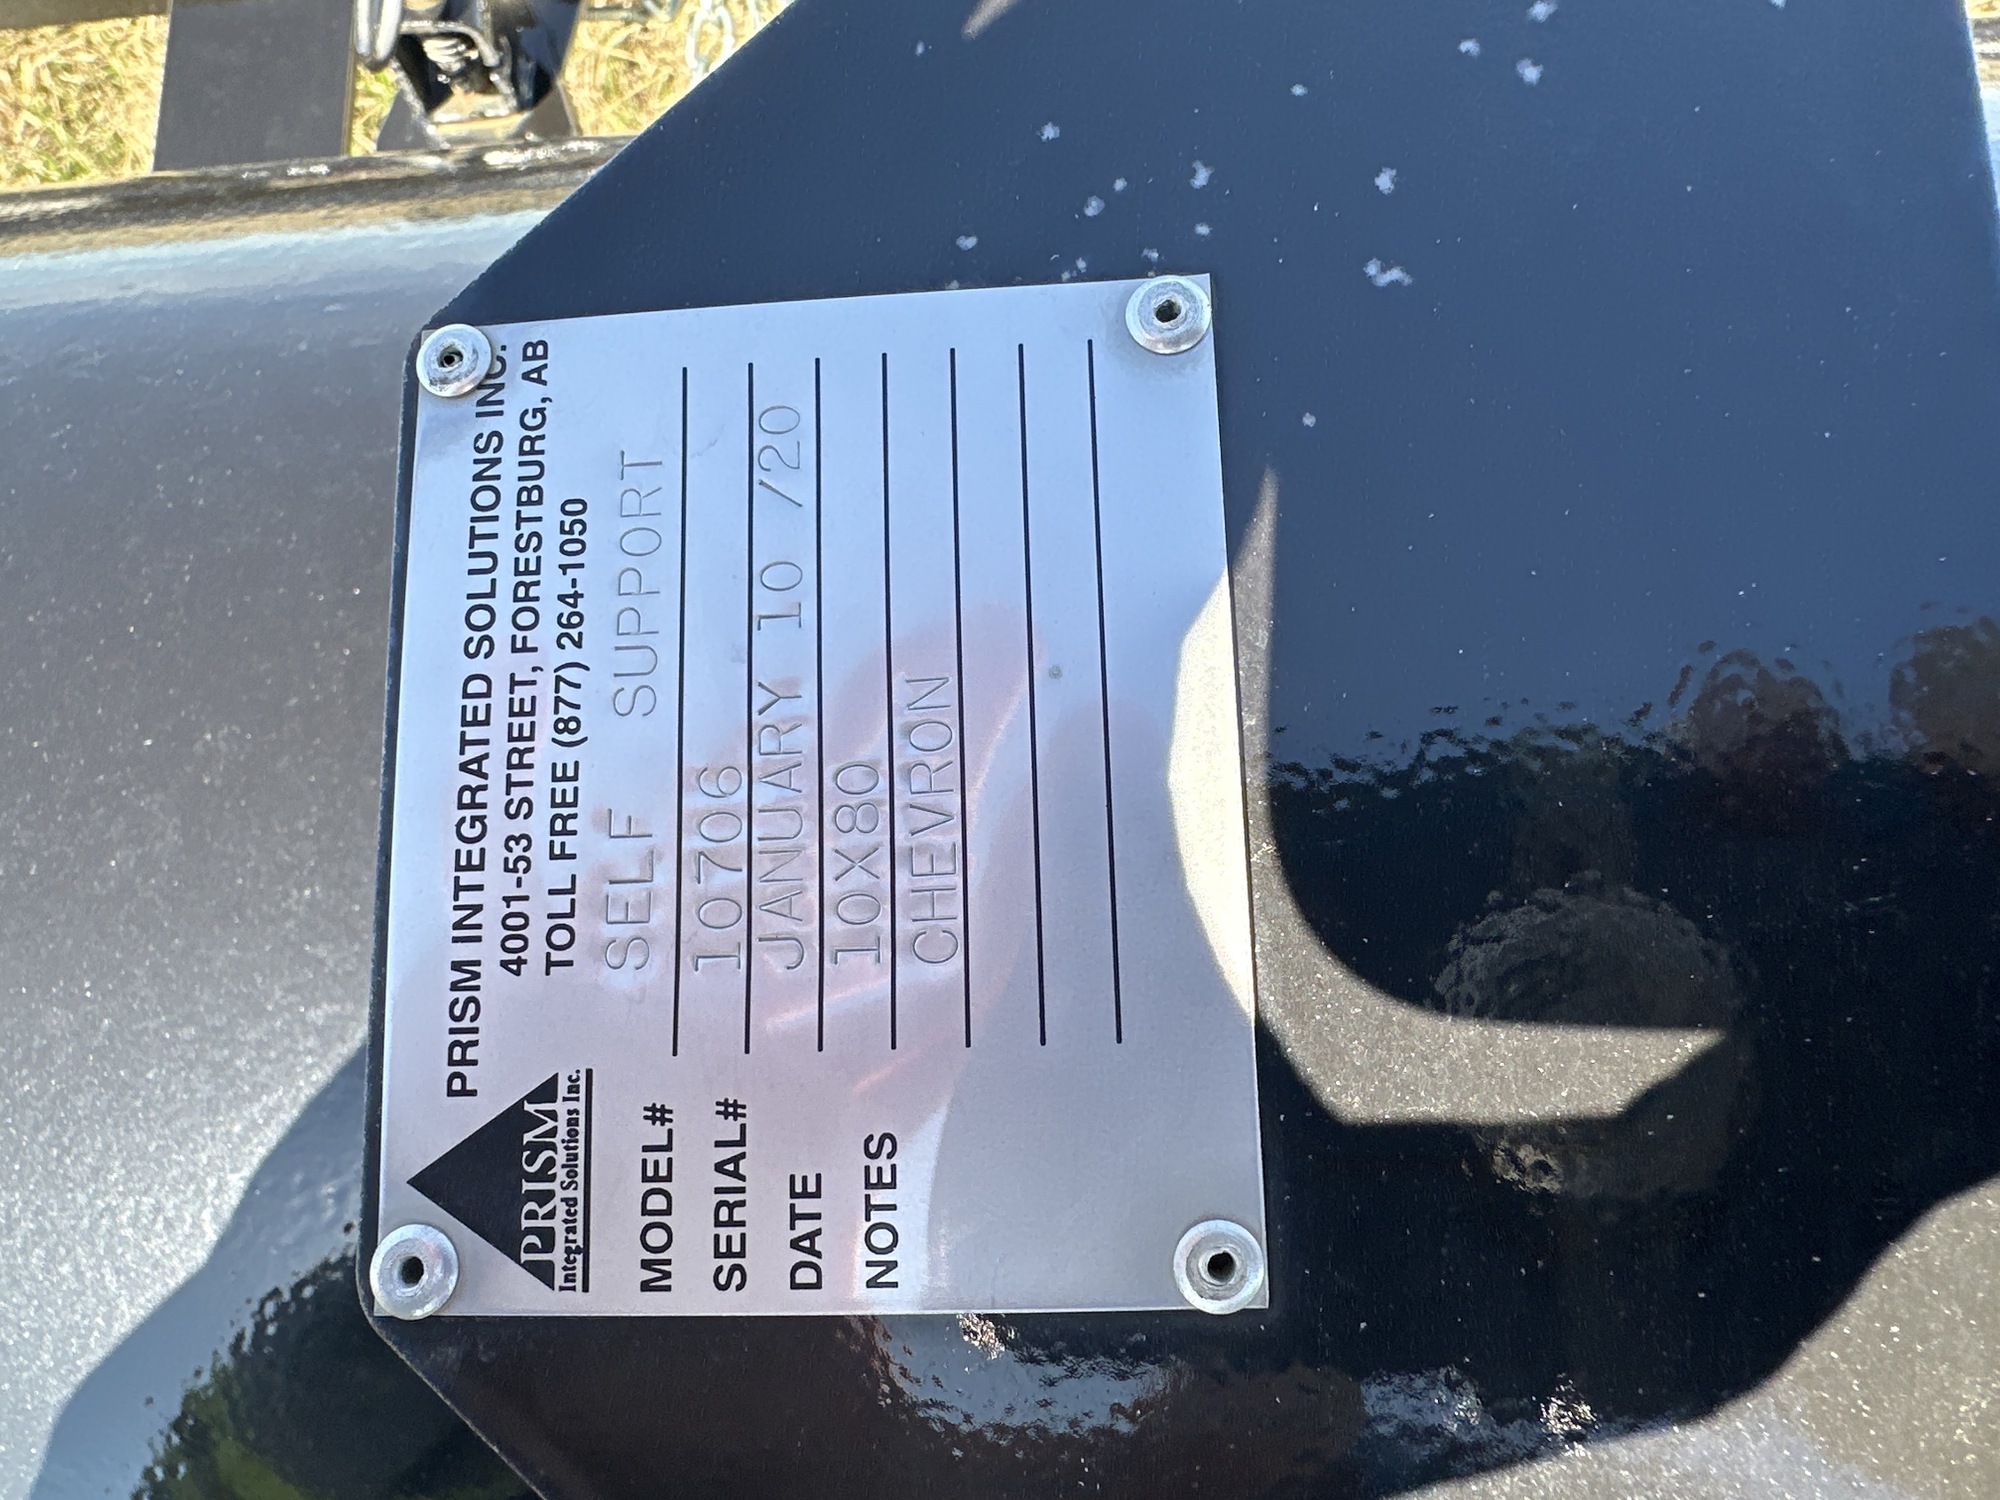 PRISM INTEGRATED SOLUTIONS INC.
4001-53 STREET, FORESTBURG, AB
TOLL FREE (877) 264-1050
PRISM
Integrated Solutions Inc.
MODEL# SELF SUPPORT
SERIAL# 10706
DATE JANUARY 10 /20
NOTES 10X80
CHEVRON